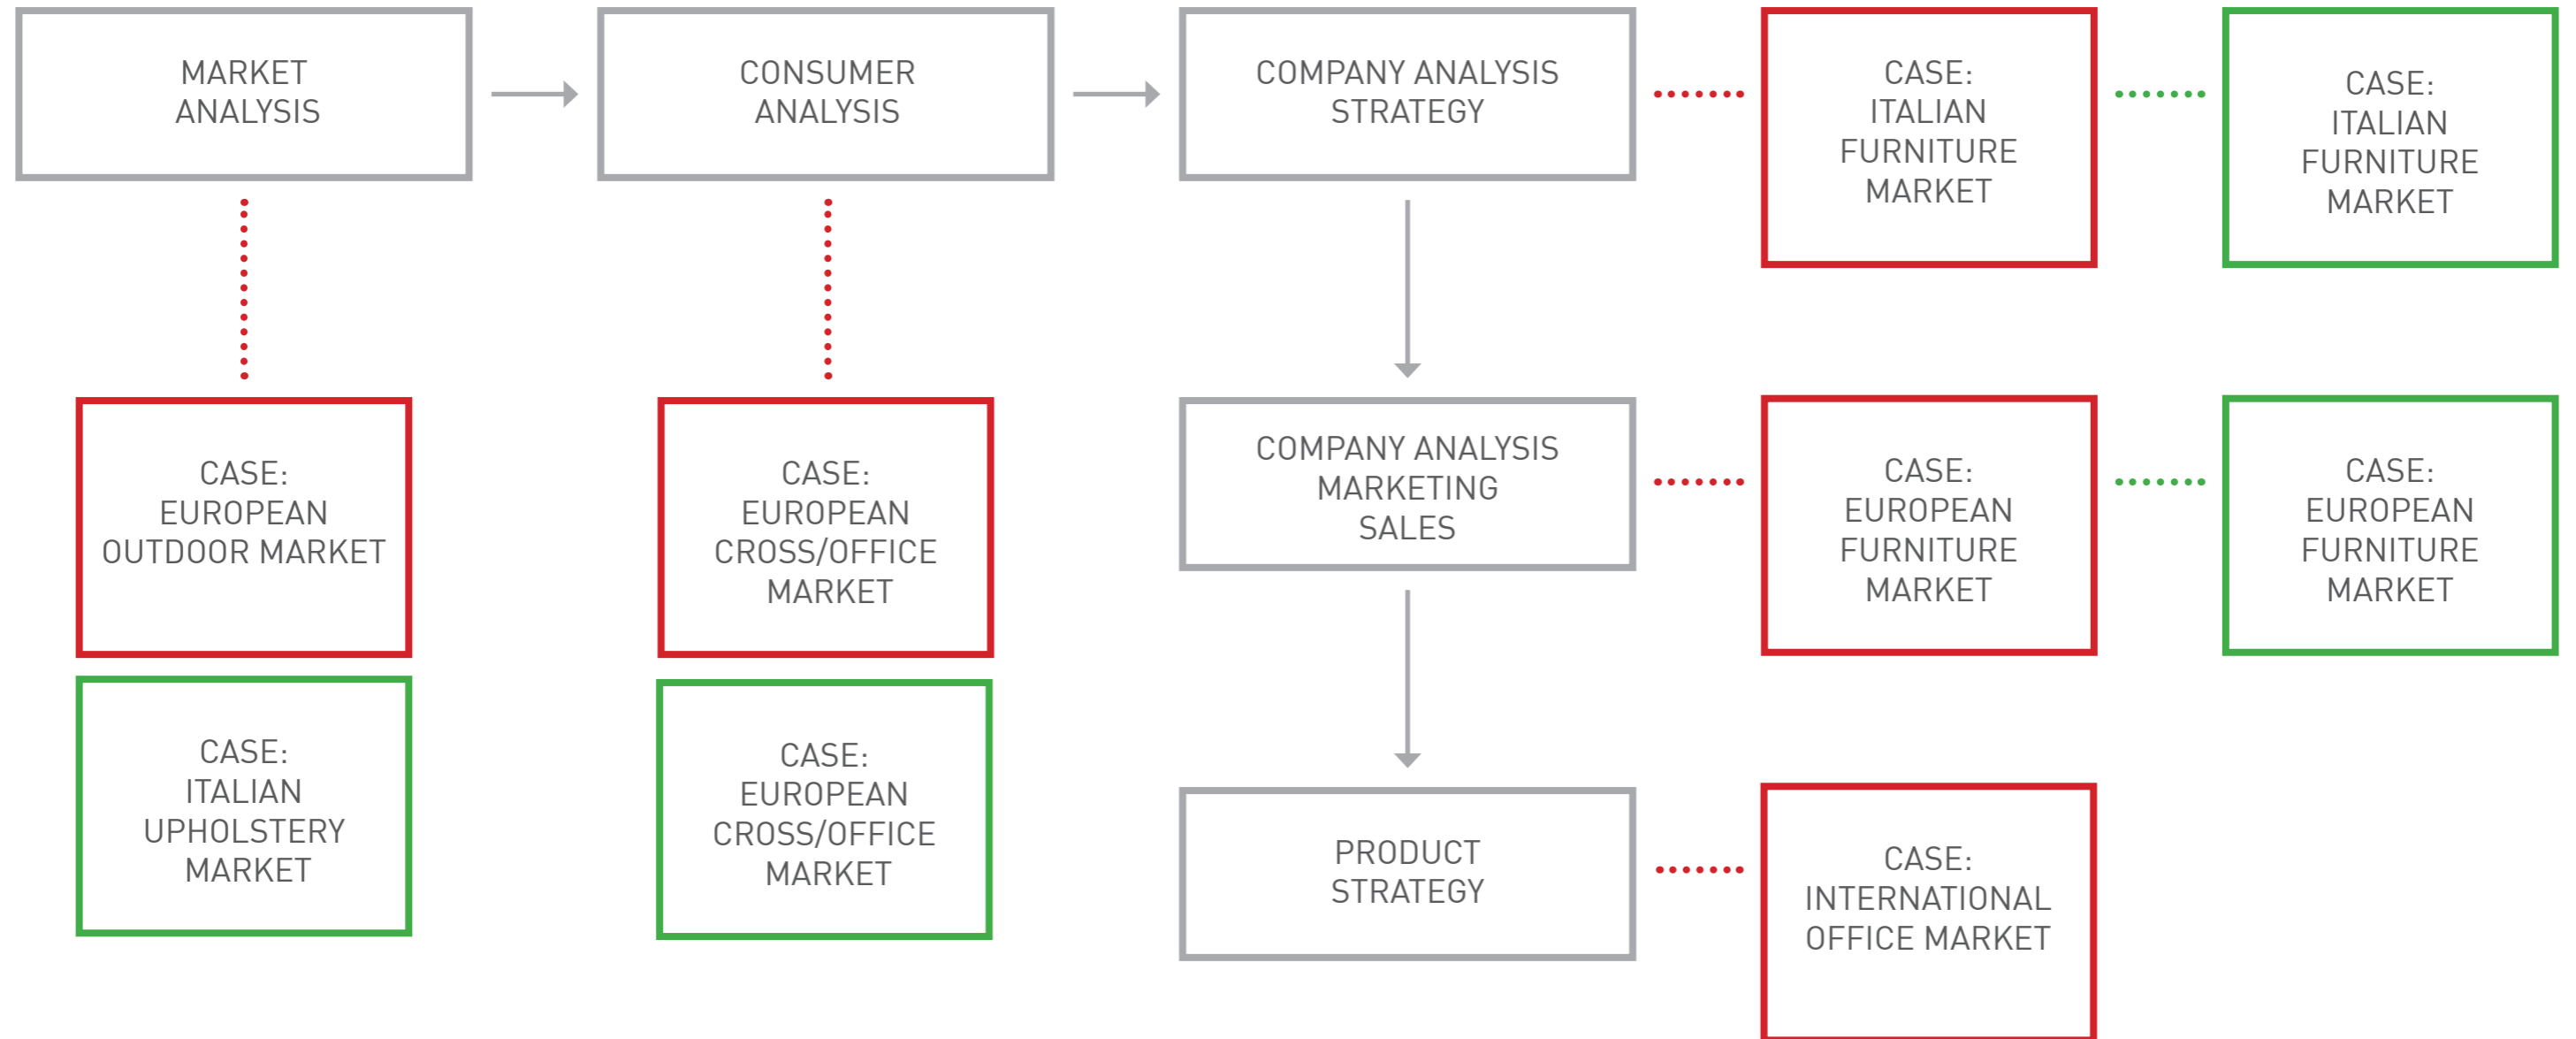 MARKET
ANALYSIS
CONSUMER
ANALYSIS
COMPANY ANALYSIS
STRATEGY
CASE:
ITALIAN
FURNITURE
MARKET
CASE:
ITALIAN
FURNITURE
MARKET
CASE:
EUROPEAN
OUTDOOR MARKET
CASE:
EUROPEAN
CROSS/OFFICE
MARKET
COMPANY ANALYSIS
MARKETING
SALES
CASE:
EUROPEAN
FURNITURE
MARKET
CASE:
EUROPEAN
FURNITURE
MARKET
CASE:
ITALIAN
UPHOLSTERY
MARKET
CASE:
EUROPEAN
CROSS/OFFICE
MARKET
PRODUCT
STRATEGY
CASE:
INTERNATIONAL
OFFICE MARKET